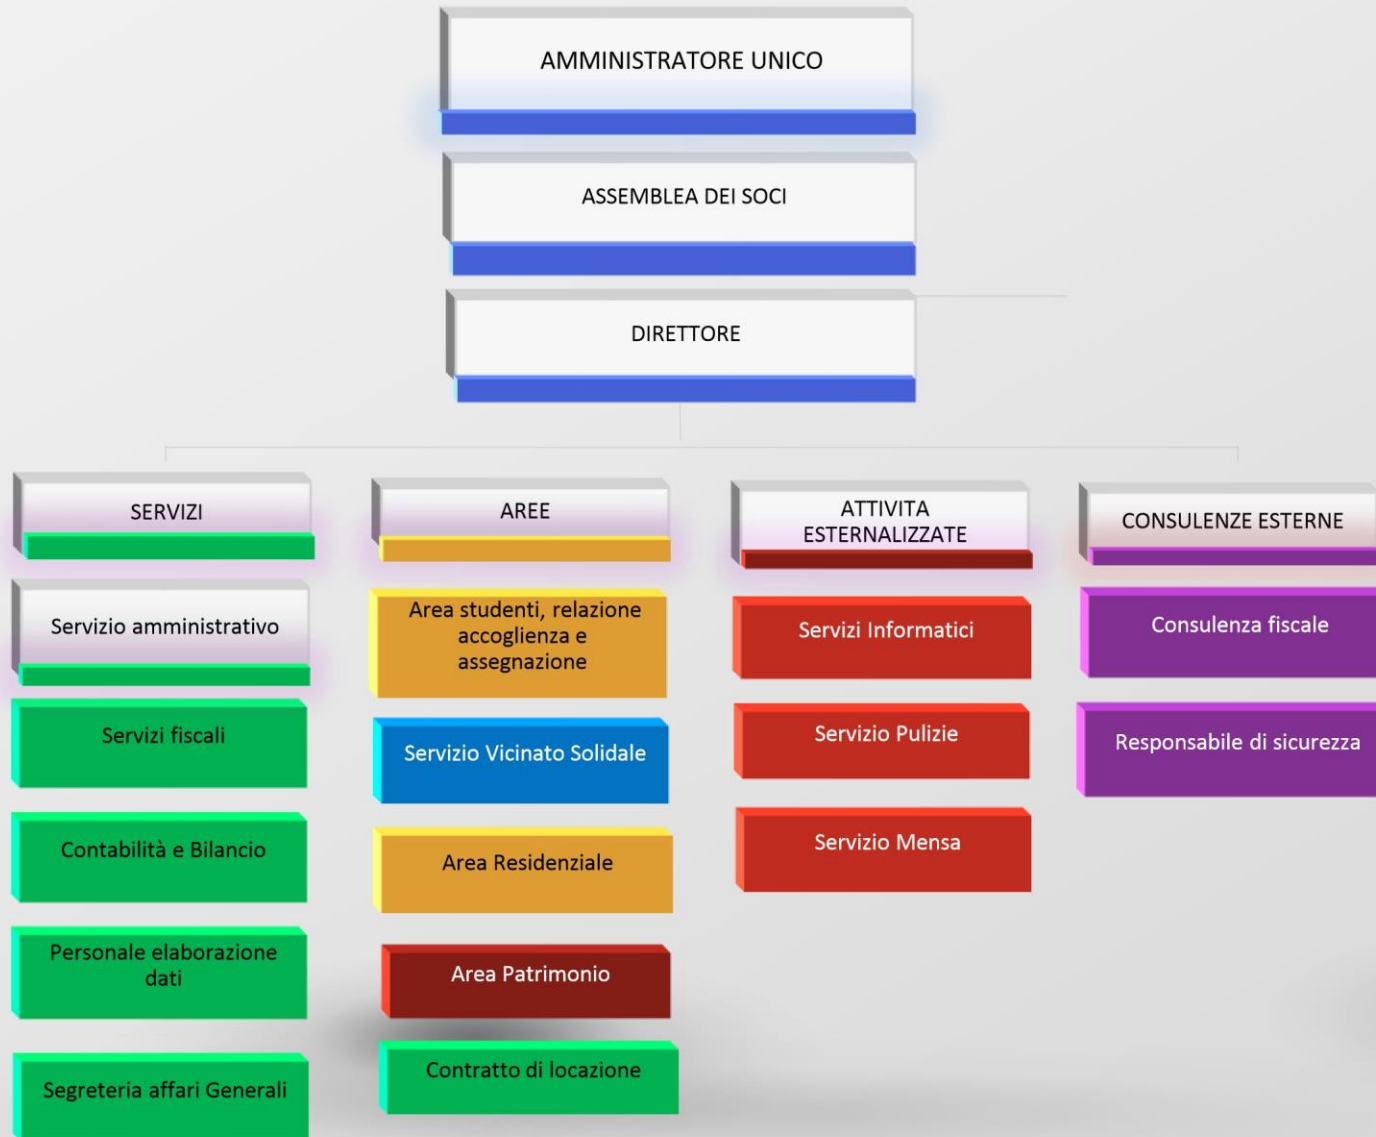 AMMINISTRATORE UNICO
ASSEMBLEA DEI SOCI
DIRETTORE
SERVIZI
Servizio amministrativo
Servizi fiscali
Contabilità e Bilancio
Personale elaborazione
dati
Segreteria affari Generali
AREE
Area studenti, relazione
accoglienza e
assegnazione
Servizio Vicinato Solidale
Area Residenziale
Area Patrimonio
Contratto di locazione
ATTIVITA
ESTERNALIZZATE
Servizi Informatici
Servizio Pulizie
Servizio Mensa
CONSULENZE ESTERNE
Consulenza fiscale
Responsabile di sicurezza